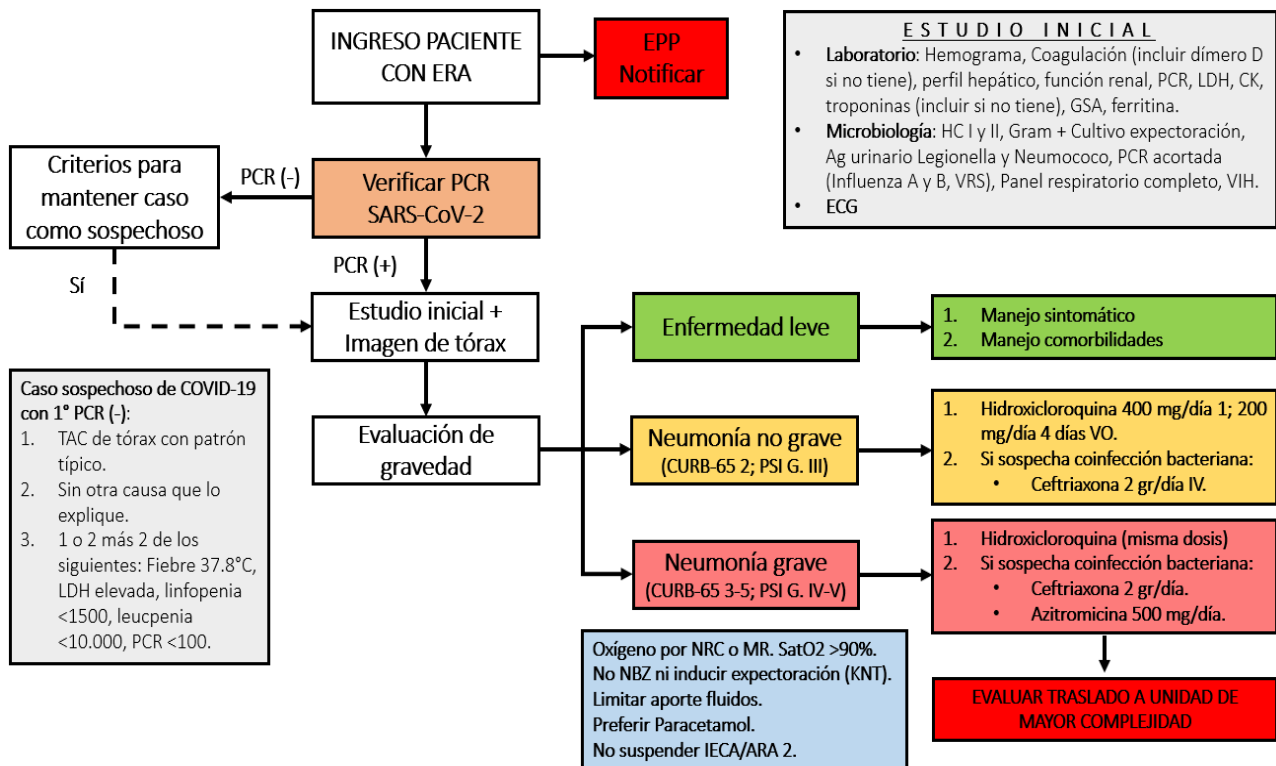 INGRESO PACIENTE
CON ERA
EPP
Notificar
ESTUDIO INICIAL
• Laboratorio: Hemograma, Coagulación (incluir dímero D
si no tiene), perfil hepático, función renal, PCR, LDH, CK,
troponinas (incluir si no tiene), GSA, ferritina.
• Microbiología: HC I y II, Gram + Cultivo expectoración,
Ag urinario Legionella y Neumococo, PCR acortada
(Influenza A y B, VRS), Panel respiratorio completo, VIH.
• ECG
Criterios para
mantener caso
como sospechoso
PCR (-)
Verificar PCR
SARS-CoV-2
Sí
PCR (+)
Estudio inicial +
Imagen de tórax
Enfermedad leve
1. Manejo sintomático
2. Manejo comorbilidades
Caso sospechoso de COVID-19
con 1° PCR (-):
1. TAC de tórax con patrón
típico.
2. Sin otra causa que lo
explique.
3. 1 o 2 más 2 de los
siguientes: Fiebre 37.8°C,
LDH elevada, linfopenia
<1500, leucpenia
<10.000, PCR <100.
Evaluación de
gravedad
Neumonía no grave
(CURB-65 2; PSI G. III)
1. Hidroxicloroquina 400 mg/día 1; 200
mg/día 4 días VO.
2. Si sospecha coinfección bacteriana:
• Ceftriaxona 2 gr/día IV.
Neumonía grave
(CURB-65 3-5; PSI G. IV-V)
1. Hidroxicloroquina (misma dosis)
2. Si sospecha coinfección bacteriana:
• Ceftriaxona 2 gr/día.
• Azitromicina 500 mg/día.
Oxígeno por NRC o MR. SatO2 >90%.
No NBZ ni inducir expectoración (KNT).
Limitar aporte fluidos.
Preferir Paracetamol.
No suspender IECA/ARA 2.
EVALUAR TRASLADO A UNIDAD DE
MAYOR COMPLEJIDAD